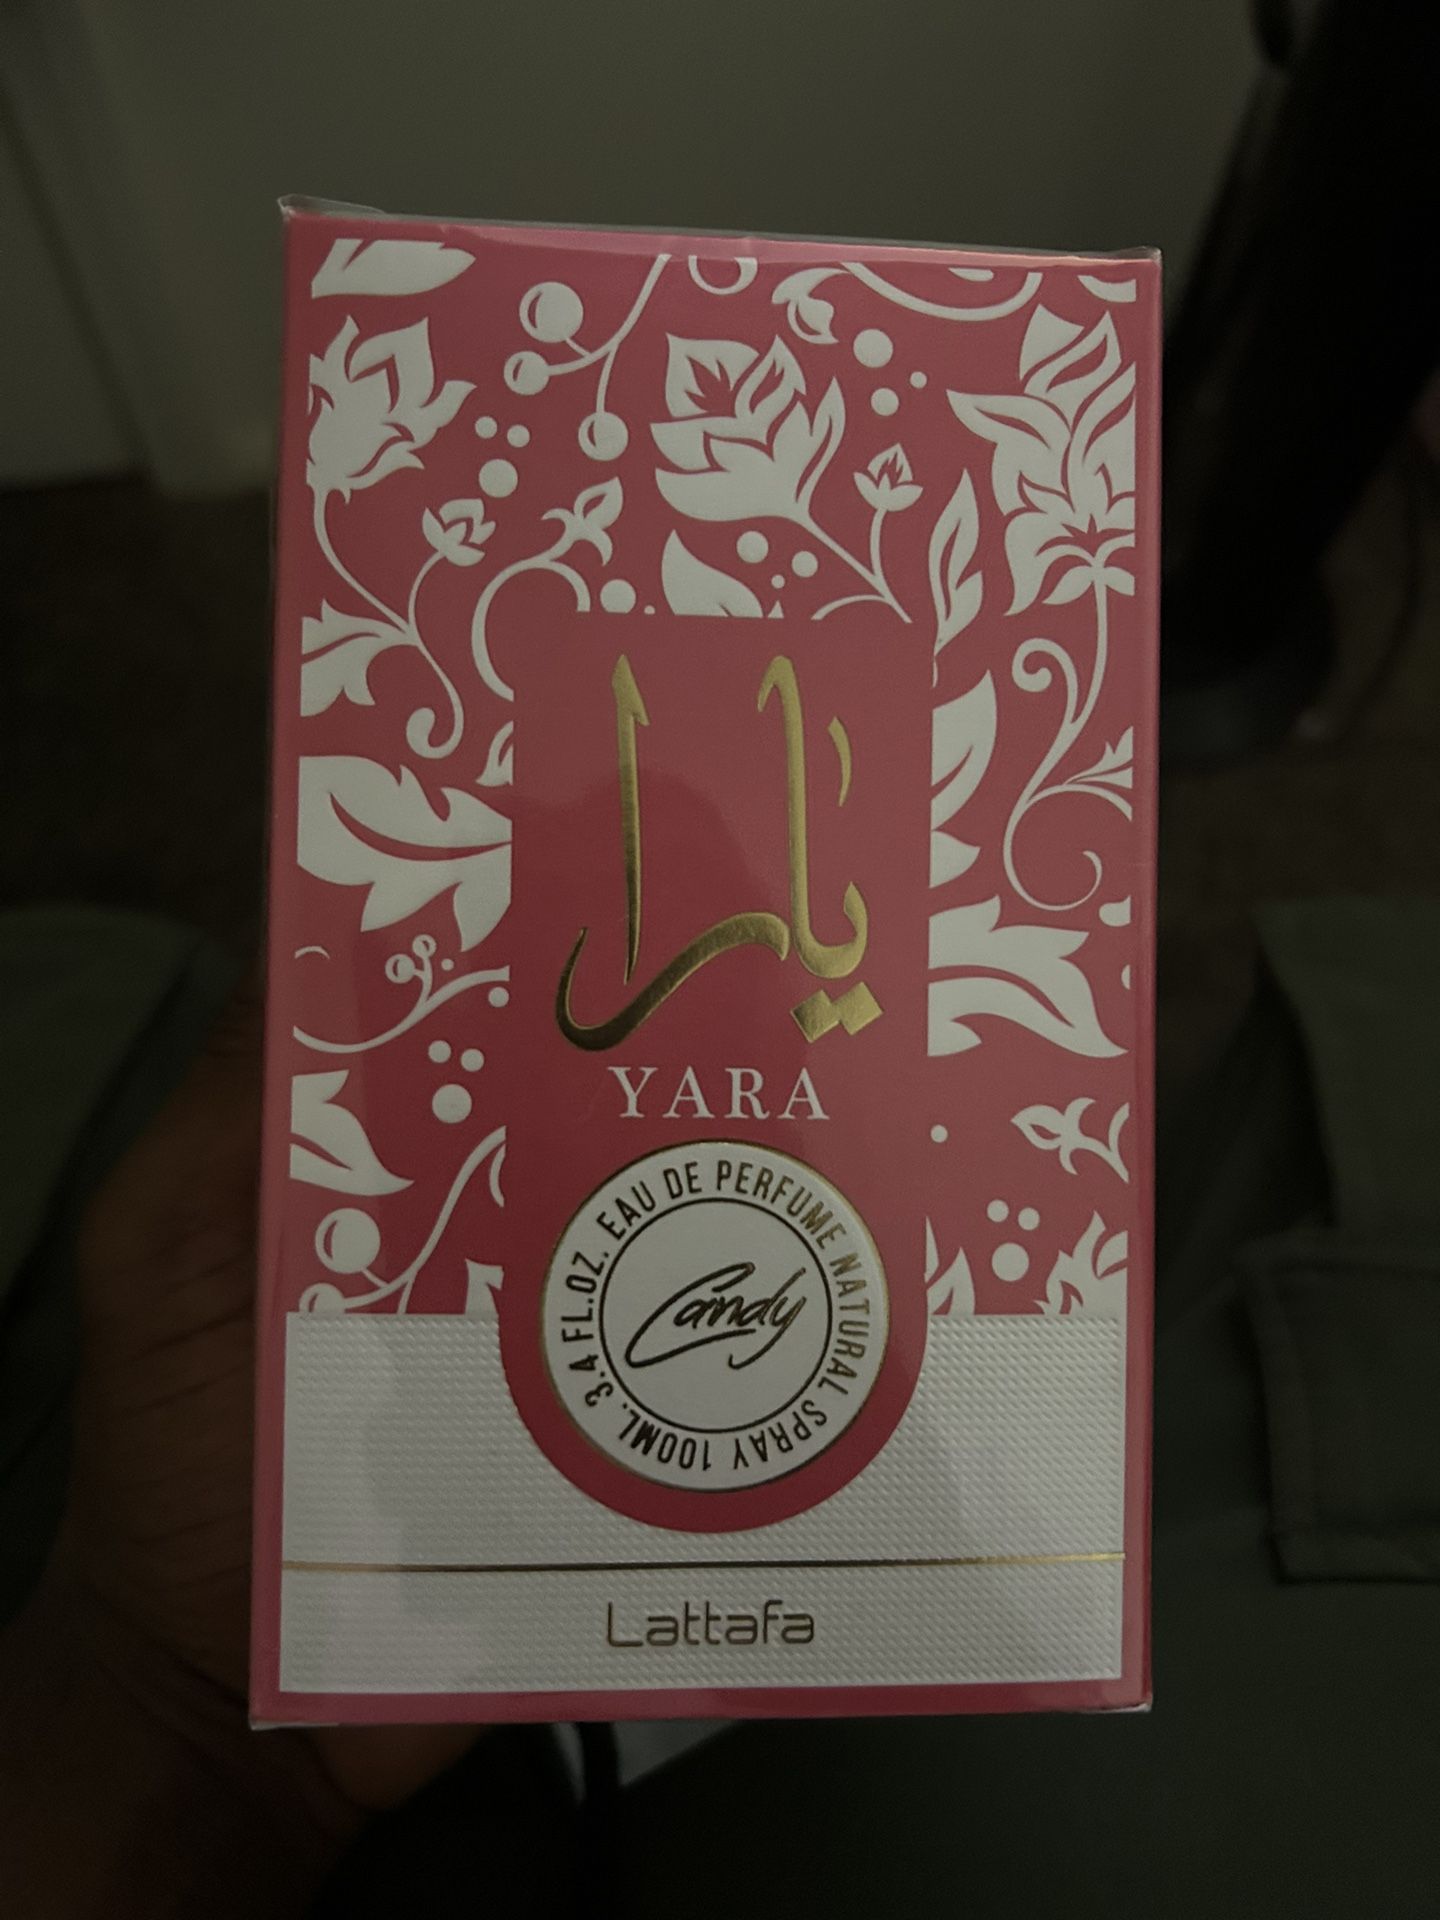 يارا
YARA
EAU DE PERFUME NATURAL SPRAY 100ML. 3.4 FL.OZ.
Candy
Lattafa